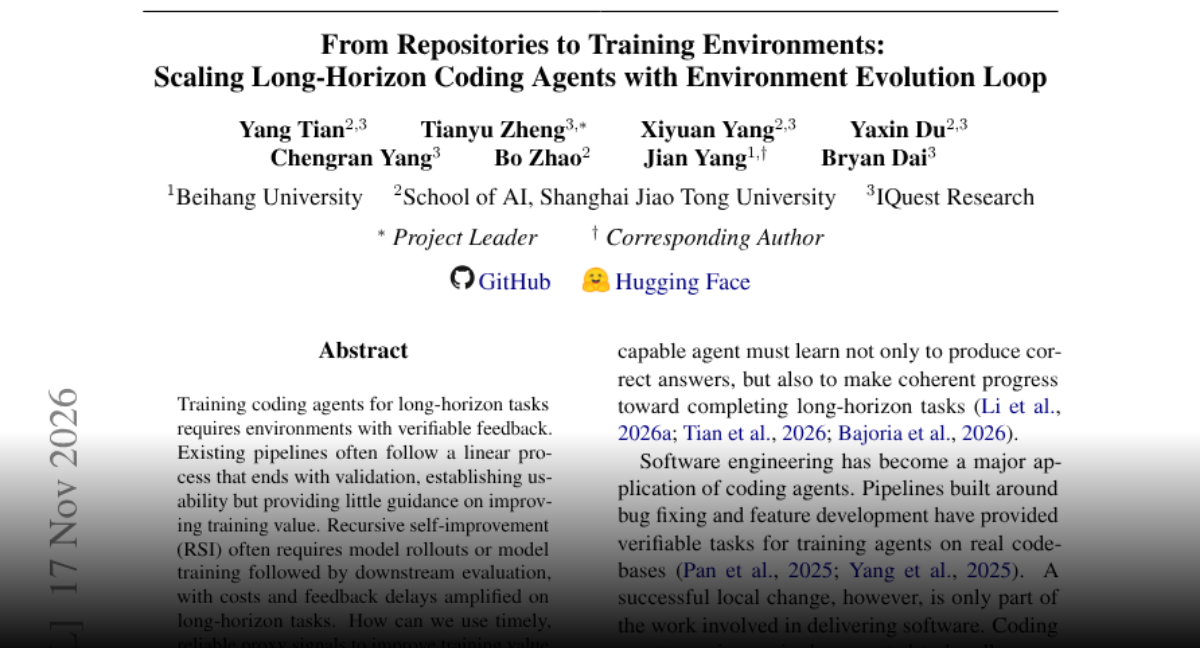 From Repositories to Training Environments:
Scaling Long-Horizon Coding Agents with Environment Evolution Loop
Yang Tian2,3 Tianyu Zheng3,* Xiyuan Yang2,3 Yaxin Du2,3
Chengran Yang3 Bo Zhao2 Jian Yang1,† Bryan Dai3
1Beihang University 2School of AI, Shanghai Jiao Tong University 3IQuest Research
* Project Leader † Corresponding Author
GitHub Hugging Face
Abstract
Training coding agents for long-horizon tasks
requires environments with verifiable feedback.
Existing pipelines often follow a linear pro-
cess that ends with validation, establishing us-
ability but providing little guidance on improv-
ing training value. Recursive self-improvement
(RSI) often requires model rollouts or model
training followed by downstream evaluation,
with costs and feedback delays amplified on
long-horizon tasks. How can we use timely,
reliable proxy signals to improve training value
capable agent must learn not only to produce cor-
rect answers, but also to make coherent progress
toward completing long-horizon tasks (Li et al.,
2026a; Tian et al., 2026; Bajoria et al., 2026).
Software engineering has become a major ap-
plication of coding agents. Pipelines built around
bug fixing and feature development have provided
verifiable tasks for training agents on real code-
bases (Pan et al., 2025; Yang et al., 2025). A
successful local change, however, is only part of
the work involved in delivering software. Coding
] 17 Nov 2026